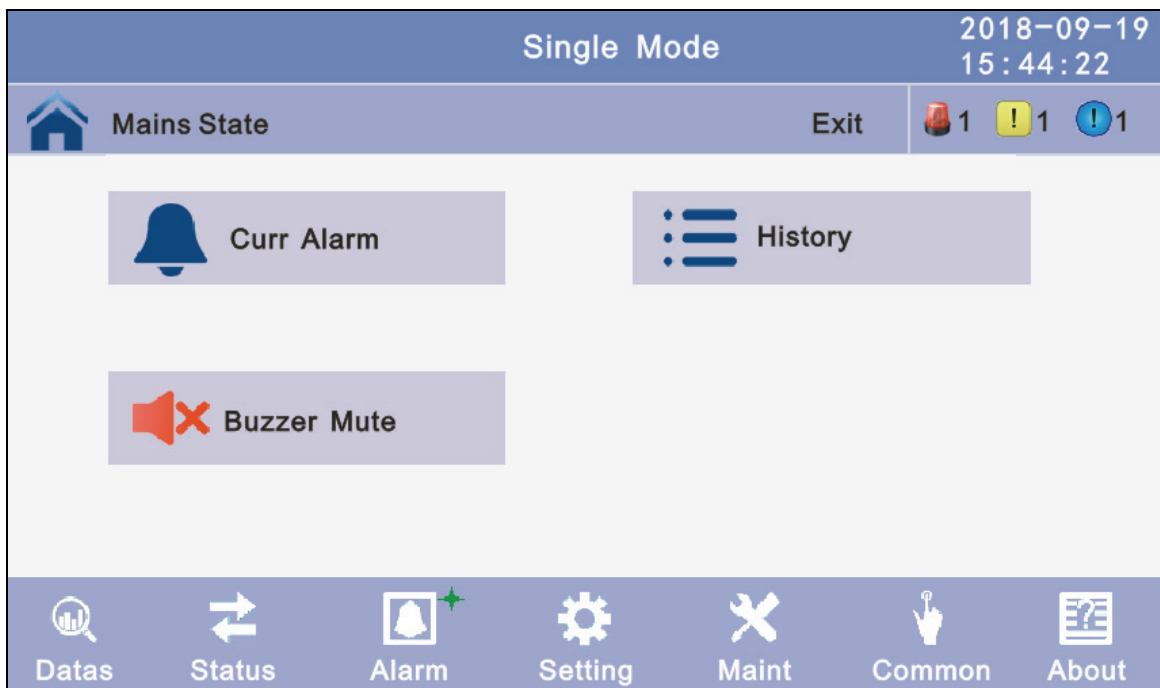 Single Mode
2018-09-19
15:44:22
Mains State
Exit
1
! 1
! 1
Curr Alarm
History
Buzzer Mute
Datas
Status
Alarm
Setting
Maint
Common
? About